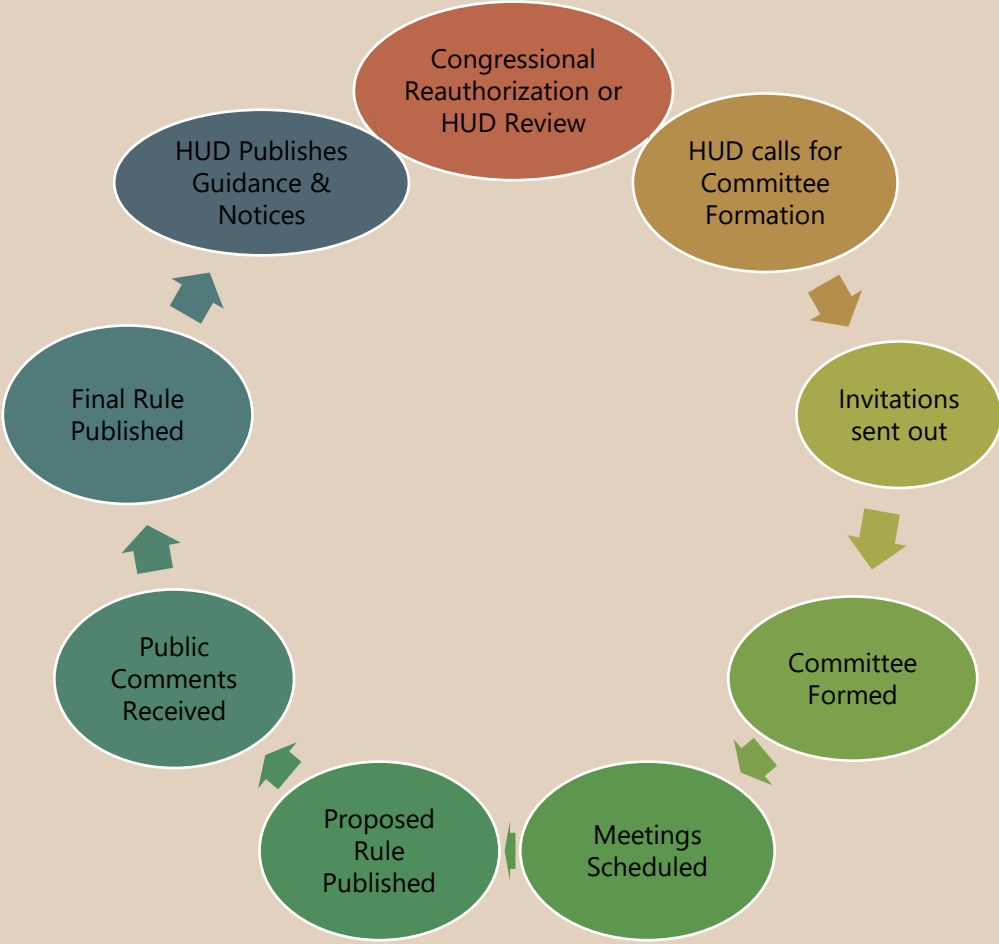 Congressional
Reauthorization or
HUD Review
HUD calls for
Committee
Formation
Invitations
sent out
Committee
Formed
Meetings
Scheduled
Proposed
Rule
Published
Public
Comments
Received
Final Rule
Published
HUD Publishes
Guidance &
Notices